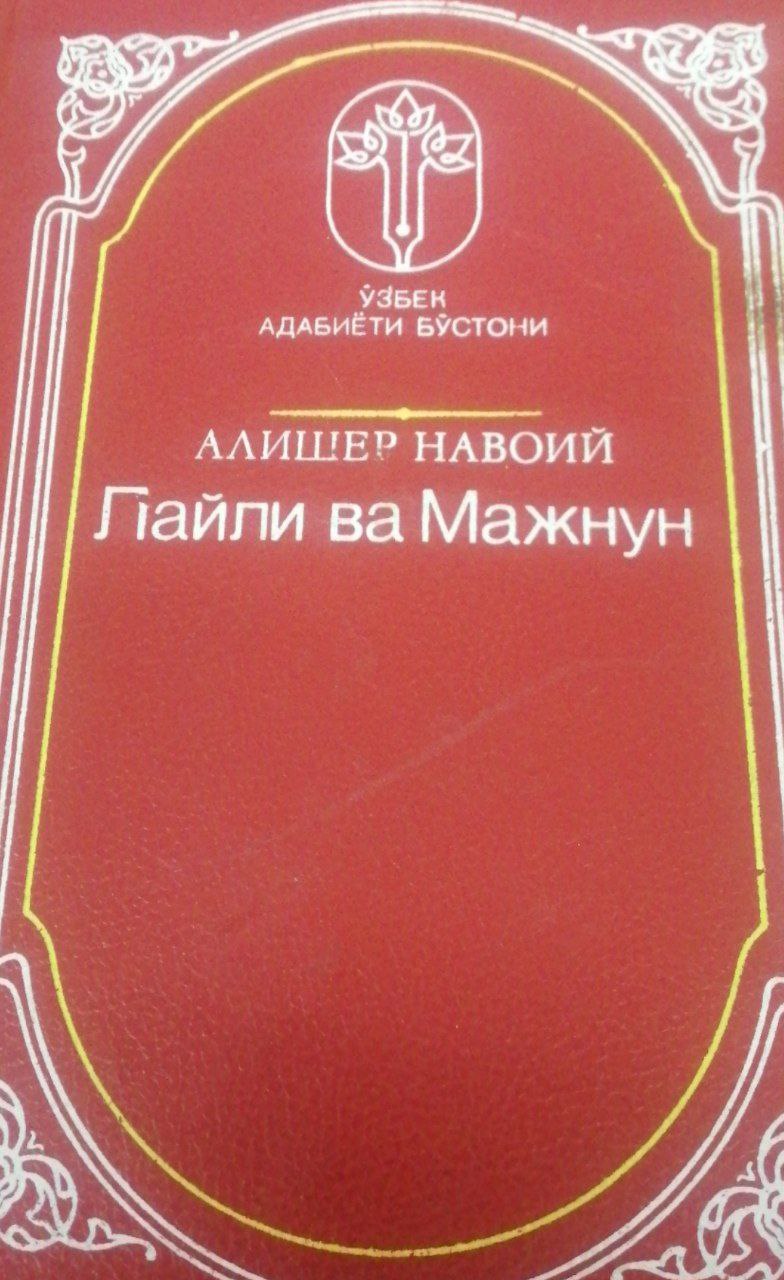 ЎЗБЕК
АДАБИЁТИ БЎСТОНИ
АЛИШЕР НАВОИЙ
Лайли ва Мажнун